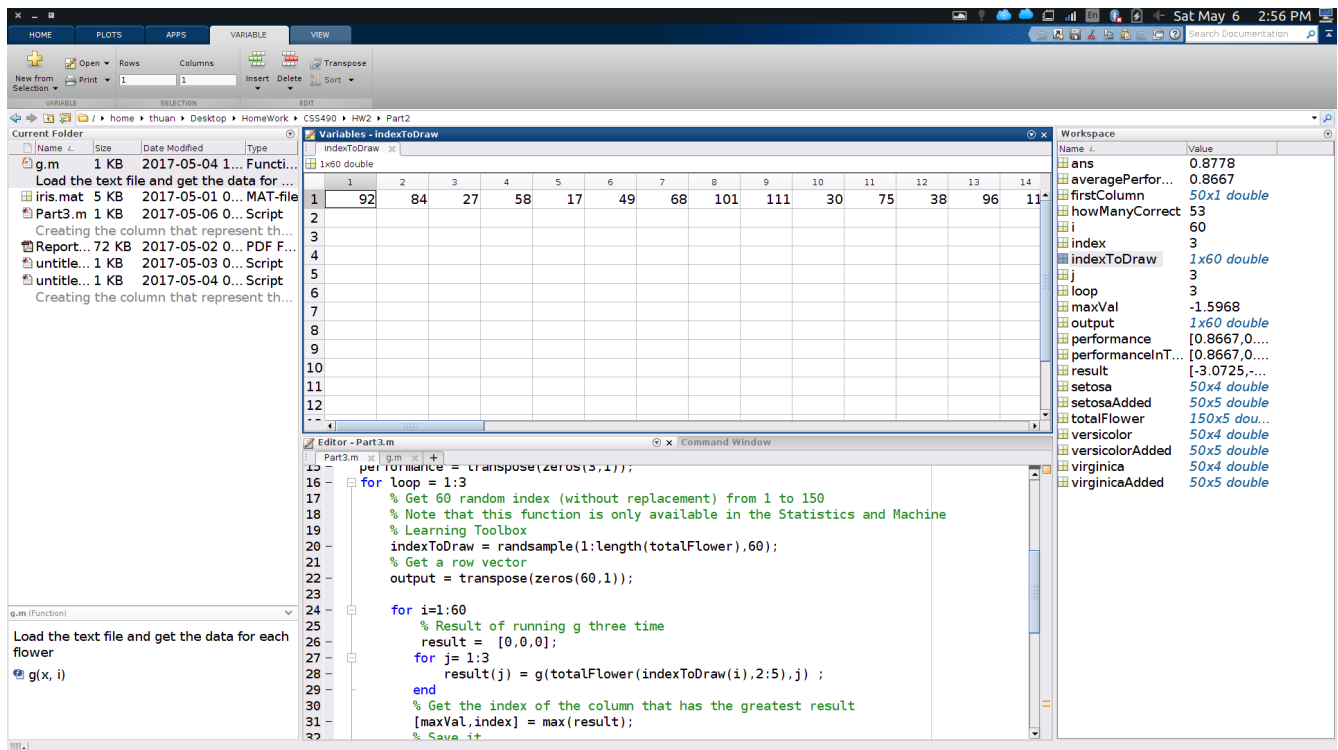 En Sat May 6 2:56 PM
HOME PLOTS APPS VARIABLE VIEW
Search Documentation
New from Selection ▾
Open ▾
Print ▾
Rows
1
Columns
1
Insert
Delete
Transpose
Sort ▾
VARIABLE SELECTION EDIT
/ ▸ home ▸ thuan ▸ Desktop ▸ HomeWork ▸ CSS490 ▸ HW2 ▸ Part2
Current Folder
Name Size Date Modified Type
g.m 1 KB 2017-05-04 1... Functi...
Load the text file and get the data for ...
iris.mat 5 KB 2017-05-01 0... MAT-file
Part3.m 1 KB 2017-05-06 0... Script
Creating the column that represent th...
Report... 72 KB 2017-05-02 0... PDF F...
untitle... 1 KB 2017-05-03 0... Script
untitle... 1 KB 2017-05-04 0... Script
Creating the column that represent th...
g.m (Function)
Load the text file and get the data for each
flower
g(x, i)
Variables - indexToDraw
indexToDraw
1x60 double
1 2 3 4 5 6 7 8 9 10 11 12 13 14
1 92 84 27 58 17 49 68 101 111 30 75 38 96 11
2
3
4
5
6
7
8
9
10
11
12
Editor - Part3.m
Command Window
Part3.m g.m +
15 – performance = transpose(zeros(3,1));
16 – for loop = 1:3
17 % Get 60 random index (without replacement) from 1 to 150
18 % Note that this function is only available in the Statistics and Machine
19 % Learning Toolbox
20 – indexToDraw = randsample(1:length(totalFlower),60);
21 % Get a row vector
22 – output = transpose(zeros(60,1));
23
24 – for i=1:60
25 % Result of running g three time
26 – result = [0,0,0];
27 – for j= 1:3
28 – result(j) = g(totalFlower(indexToDraw(i),2:5),j) ;
29 – end
30 % Get the index of the column that has the greatest result
31 – [maxVal,index] = max(result);
32 % Save it
Workspace
Name Value
ans 0.8778
averagePerfor... 0.8667
firstColumn 50x1 double
howManyCorrect 53
i 60
index 3
indexToDraw 1x60 double
j 3
loop 3
maxVal -1.5968
output 1x60 double
performance [0.8667,0....
performanceInT... [0.8667,0....
result [-3.0725,-...
setosa 50x4 double
setosaAdded 50x5 double
totalFlower 150x5 dou...
versicolor 50x4 double
versicolorAdded 50x5 double
virginica 50x4 double
virginicaAdded 50x5 double